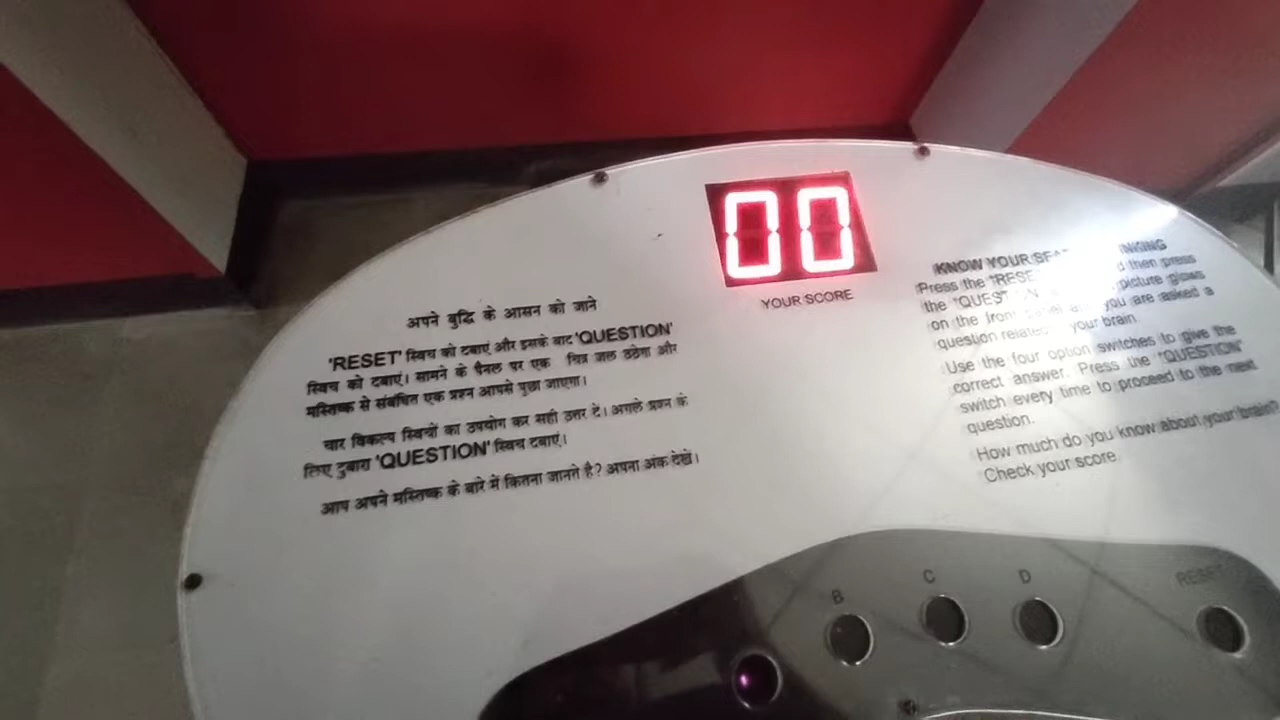 00
YOUR SCORE
अपने बुद्धि के आसन को जाने
'RESET' स्विच को दबाएं और इसके बाद 'QUESTION'
स्विच को दबाएं। सामने के पैनल पर एक चित्र जल उठेगा और
मस्तिष्क से संबंधित एक प्रश्न आपसे पुछा जाएगा।
चार विकल्प स्विचों का उपयोग कर सही उत्तर दें। अगले प्रश्न के
लिए दुबारा 'QUESTION' स्विच दबाएं।
आप अपने मस्तिष्क के बारे में कितना जानते है? अपना अंक देखें।
KNOW YOUR
Press the "RESET" then press
the picture glows
on the front you are asked a
question your brain.
Use the four option switches to give the
correct answer. Press the "QUESTION"
switch every time to proceed to the next
question.
How much do you know about your brain?
Check your score.
B
C
D
RESET